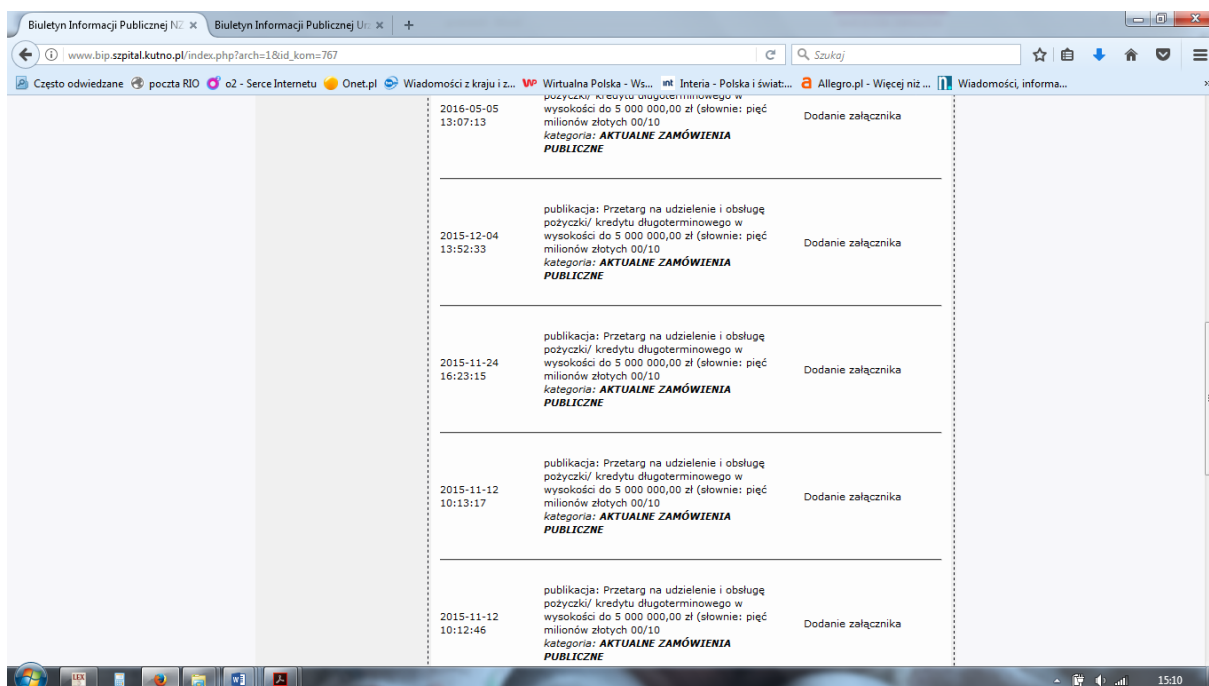 Biuletyn Informacji Publicznej NZ
Biuletyn Informacji Publicznej Ur
www.bip.szpital.kutno.pl/index.php?arch=1&id_kom=767
Szukaj
Często odwiedzane
poczta RIO
o2 - Serce Internetu
Onet.pl
Wiadomości z kraju i z...
Wirtualna Polska - Ws...
Interia - Polska i świat:...
Allegro.pl - Więcej niż ...
Wiadomości, informa...
pożyczki/ kredytu długoterminowego w
2016-05-05
13:07:13
wysokości do 5 000 000,00 zł (słownie: pięć
milionów złotych 00/10
kategoria: AKTUALNE ZAMÓWIENIA
PUBLICZNE
Dodanie załącznika
2015-12-04
13:52:33
publikacja: Przetarg na udzielenie i obsługę
pożyczki/ kredytu długoterminowego w
wysokości do 5 000 000,00 zł (słownie: pięć
milionów złotych 00/10
kategoria: AKTUALNE ZAMÓWIENIA
PUBLICZNE
Dodanie załącznika
2015-11-24
16:23:15
publikacja: Przetarg na udzielenie i obsługę
pożyczki/ kredytu długoterminowego w
wysokości do 5 000 000,00 zł (słownie: pięć
milionów złotych 00/10
kategoria: AKTUALNE ZAMÓWIENIA
PUBLICZNE
Dodanie załącznika
2015-11-12
10:13:17
publikacja: Przetarg na udzielenie i obsługę
pożyczki/ kredytu długoterminowego w
wysokości do 5 000 000,00 zł (słownie: pięć
milionów złotych 00/10
kategoria: AKTUALNE ZAMÓWIENIA
PUBLICZNE
Dodanie załącznika
2015-11-12
10:12:46
publikacja: Przetarg na udzielenie i obsługę
pożyczki/ kredytu długoterminowego w
wysokości do 5 000 000,00 zł (słownie: pięć
milionów złotych 00/10
kategoria: AKTUALNE ZAMÓWIENIA
PUBLICZNE
Dodanie załącznika
LEX
15:10